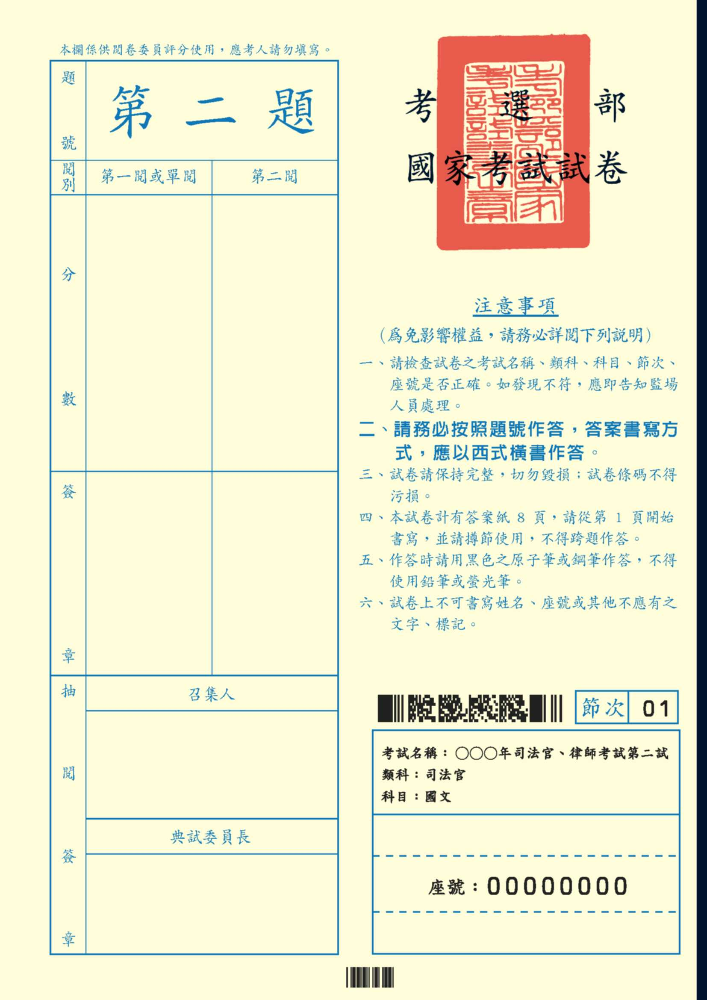 本欄係供閱卷委員評分使用，應考人請勿填寫。
題號
第二題
閱別
第一閱或單閱
第二閱
分數
簽章
抽閱簽章
召集人
典試委員長
考選部
國家考試試卷
注意事項
（為免影響權益，請務必詳閱下列說明）
一、請檢查試卷之考試名稱、類科、科目、節次、
座號是否正確。如發現不符，應即告知監場
人員處理。
二、請務必按照題號作答，答案書寫方
式，應以西式橫書作答。
三、試卷請保持完整，切勿毀損；試卷條碼不得
污損。
四、本試卷計有答案紙 8 頁，請從第 1 頁開始
書寫，並請撙節使用，不得跨題作答。
五、作答時請用黑色之原子筆或鋼筆作答，不得
使用鉛筆或螢光筆。
六、試卷上不可書寫姓名、座號或其他不應有之
文字、標記。
節次 01
考試名稱：○○○年司法官、律師考試第二試
類科：司法官
科目：國文
座號：00000000